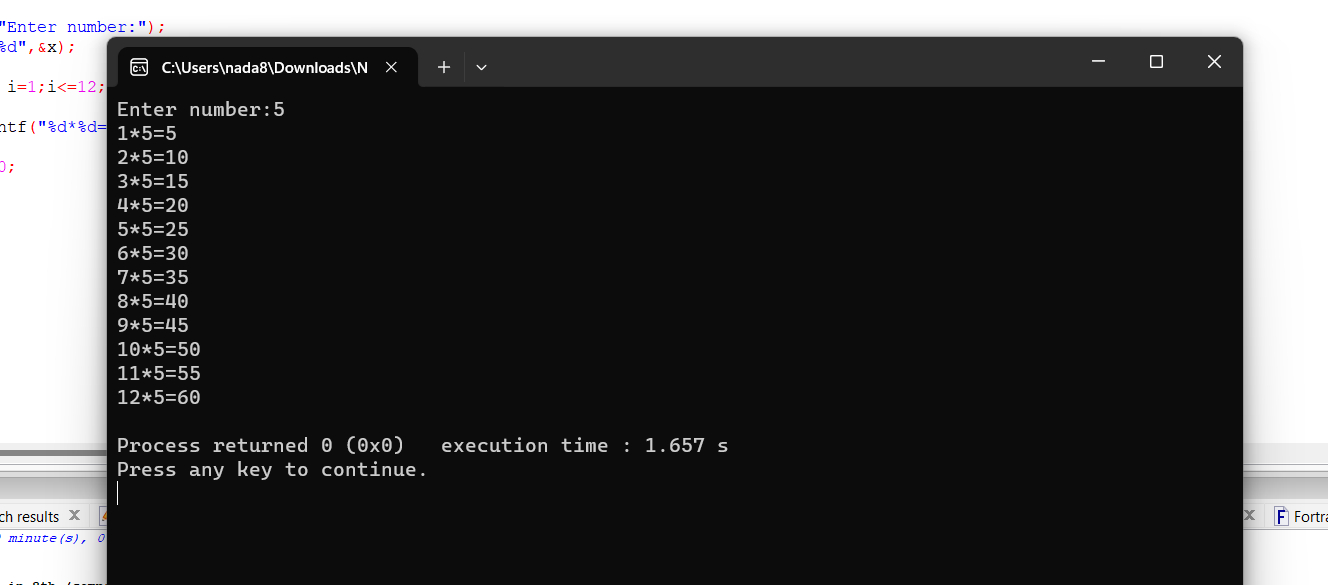 "Enter number:");
%d",&x);
i=1;i<=12;
ntf("%d*%d=
0;
C:\Users\nada8\Downloads\N
Enter number:5
1*5=5
2*5=10
3*5=15
4*5=20
5*5=25
6*5=30
7*5=35
8*5=40
9*5=45
10*5=50
11*5=55
12*5=60
Process returned 0 (0x0)   execution time : 1.657 s
Press any key to continue.
ch results
Fortra
minute(s), 0